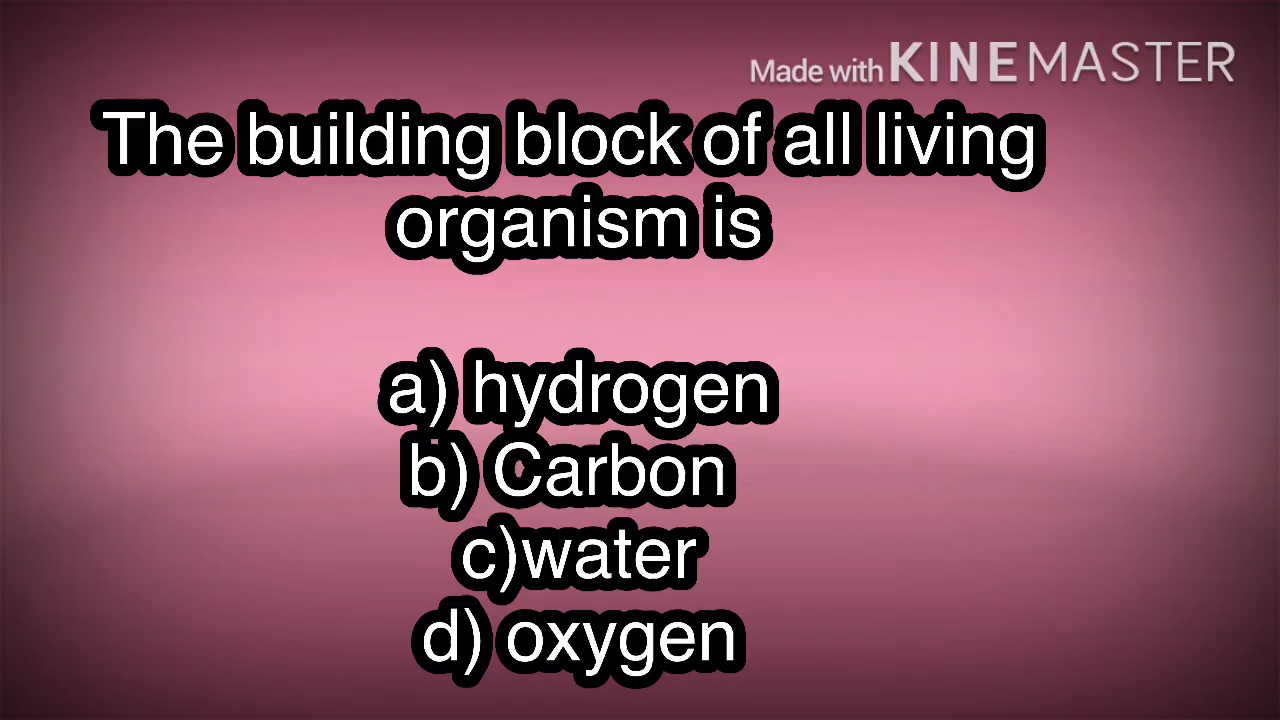 Made with KINEMASTER
The building block of all living
organism is
a) hydrogen
b) Carbon
c)water
d) oxygen